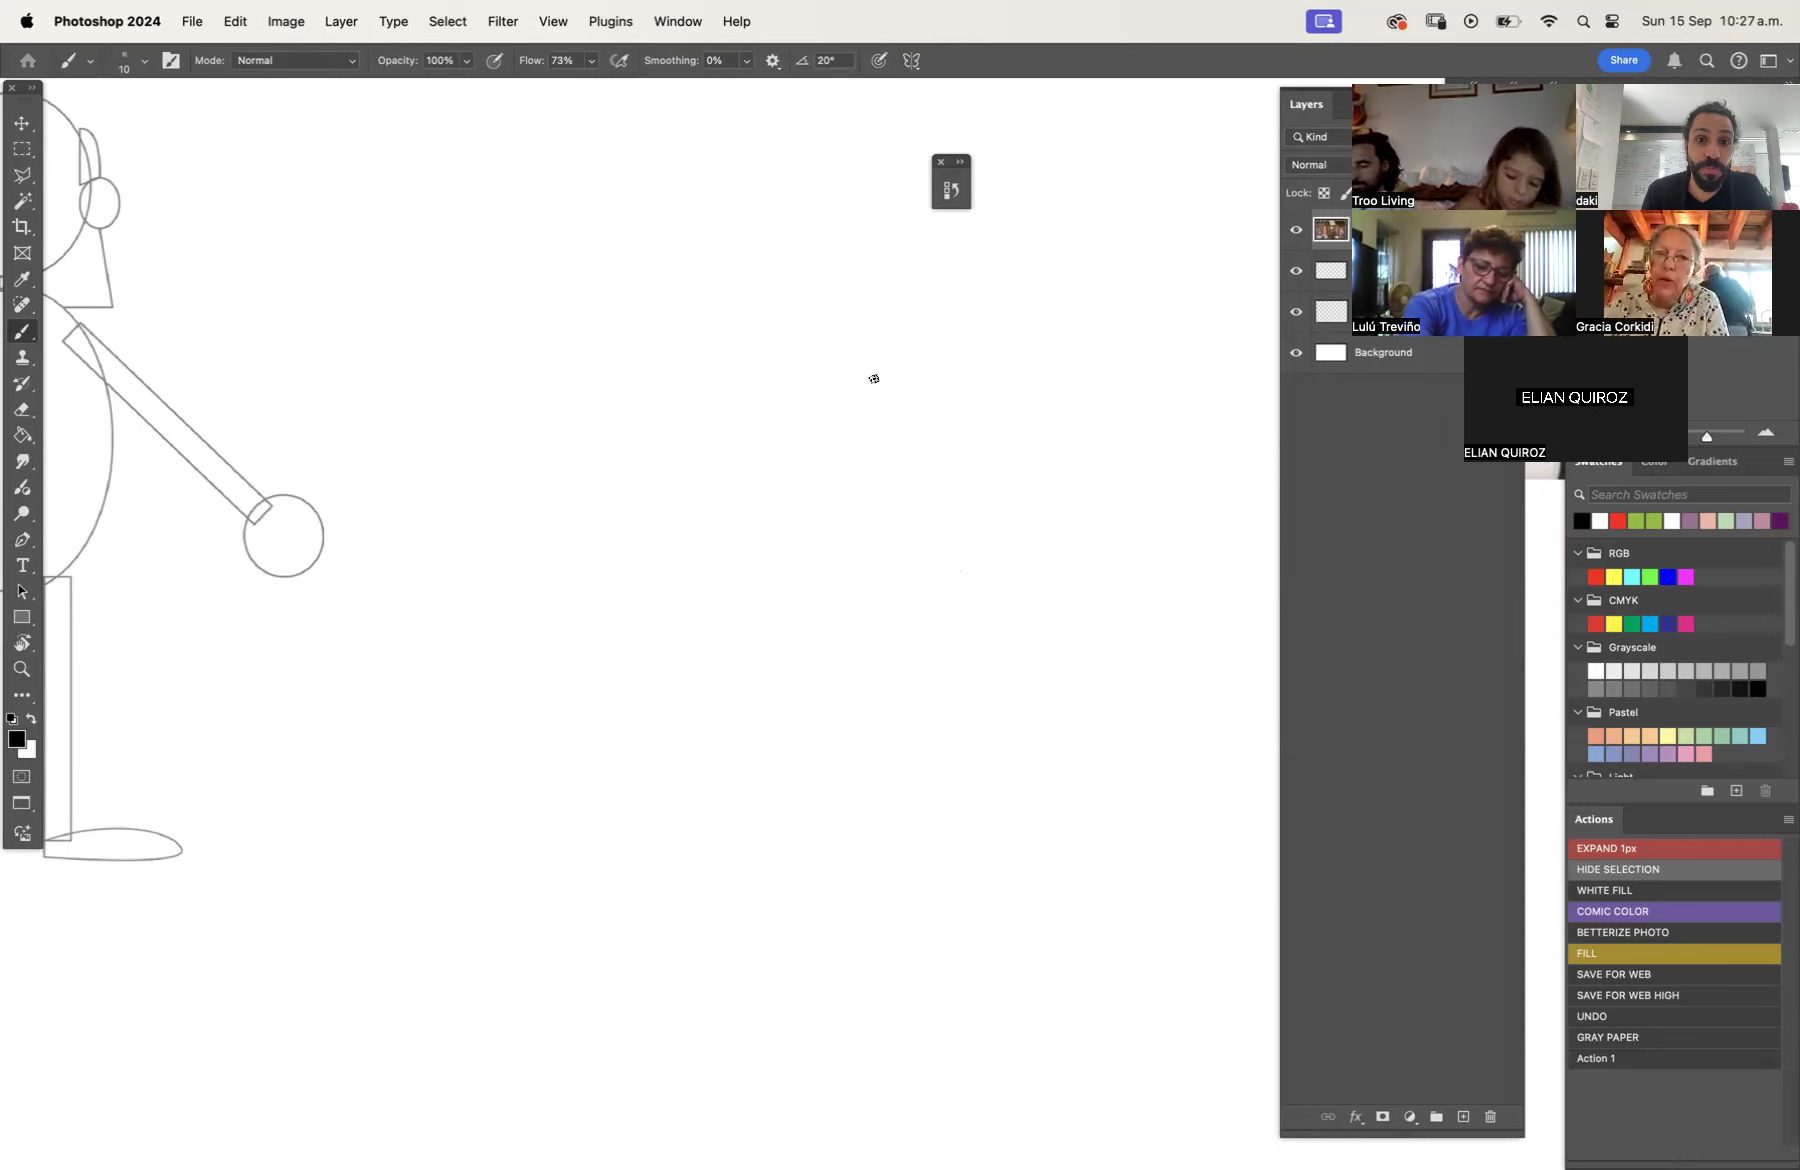 Photoshop 2024 File Edit Image Layer Type Select Filter View Plugins Window Help Sun 15 Sep 10:27 a.m.
10 Mode: Normal Opacity: 100% Flow: 73% Smoothing: 0% 20° Share
Layers
Kind
Normal
Lock:
Background
Troo Living
daki
Lulú Treviño
Gracia Corkidi
ELIAN QUIROZ
ELIAN QUIROZ
Swatches Color Gradients
Search Swatches
RGB
CMYK
Grayscale
Pastel
Light
Actions
EXPAND 1px
HIDE SELECTION
WHITE FILL
COMIC COLOR
BETTERIZE PHOTO
FILL
SAVE FOR WEB
SAVE FOR WEB HIGH
UNDO
GRAY PAPER
Action 1
fx